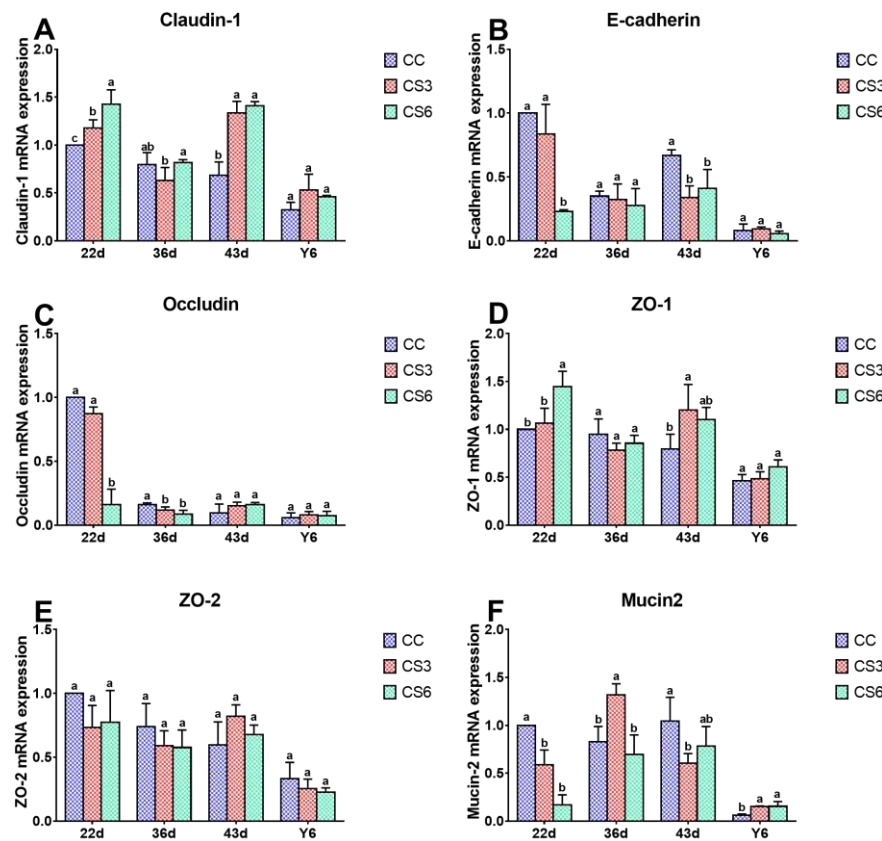 A
Claudin-1
Claudin-1 mRNA expression
2.0
1.5
1.0
0.5
0.0
c b a
ab b a
b a a
a a a
22d 36d 43d Y6
CC
CS3
CS6
B
E-cadherin
E-cadherin mRNA expression
1.5
1.0
0.5
0.0
a a b
a a a
a b b
a a a
22d 36d 43d Y6
CC
CS3
CS6
C
Occludin
Occludin mRNA expression
1.5
1.0
0.5
0.0
a a b
a b b
a a a
a a a
22d 36d 43d Y6
CC
CS3
CS6
D
ZO-1
ZO-1 mRNA expression
2.0
1.5
1.0
0.5
0.0
b b a
a a a
b a ab
a a a
22d 36d 43d Y6
CC
CS3
CS6
E
ZO-2
ZO-2 mRNA expression
1.5
1.0
0.5
0.0
a a a
a a a
a a a
a a a
22d 36d 43d Y6
CC
CS3
CS6
F
Mucin2
Mucin-2 mRNA expression
2.0
1.5
1.0
0.5
0.0
a b b
b a b
a b ab
b a a
22d 36d 43d Y6
CC
CS3
CS6